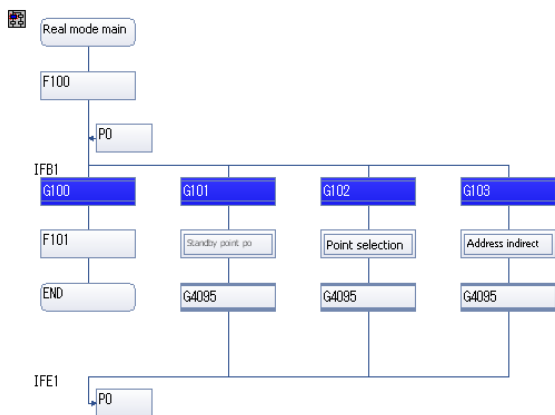 Real mode main
F100
P0
IFB1
G100
G101
G102
G103
F101
Standby point po
Point selection
Address indirect
END
G4095
G4095
G4095
IFE1
P0